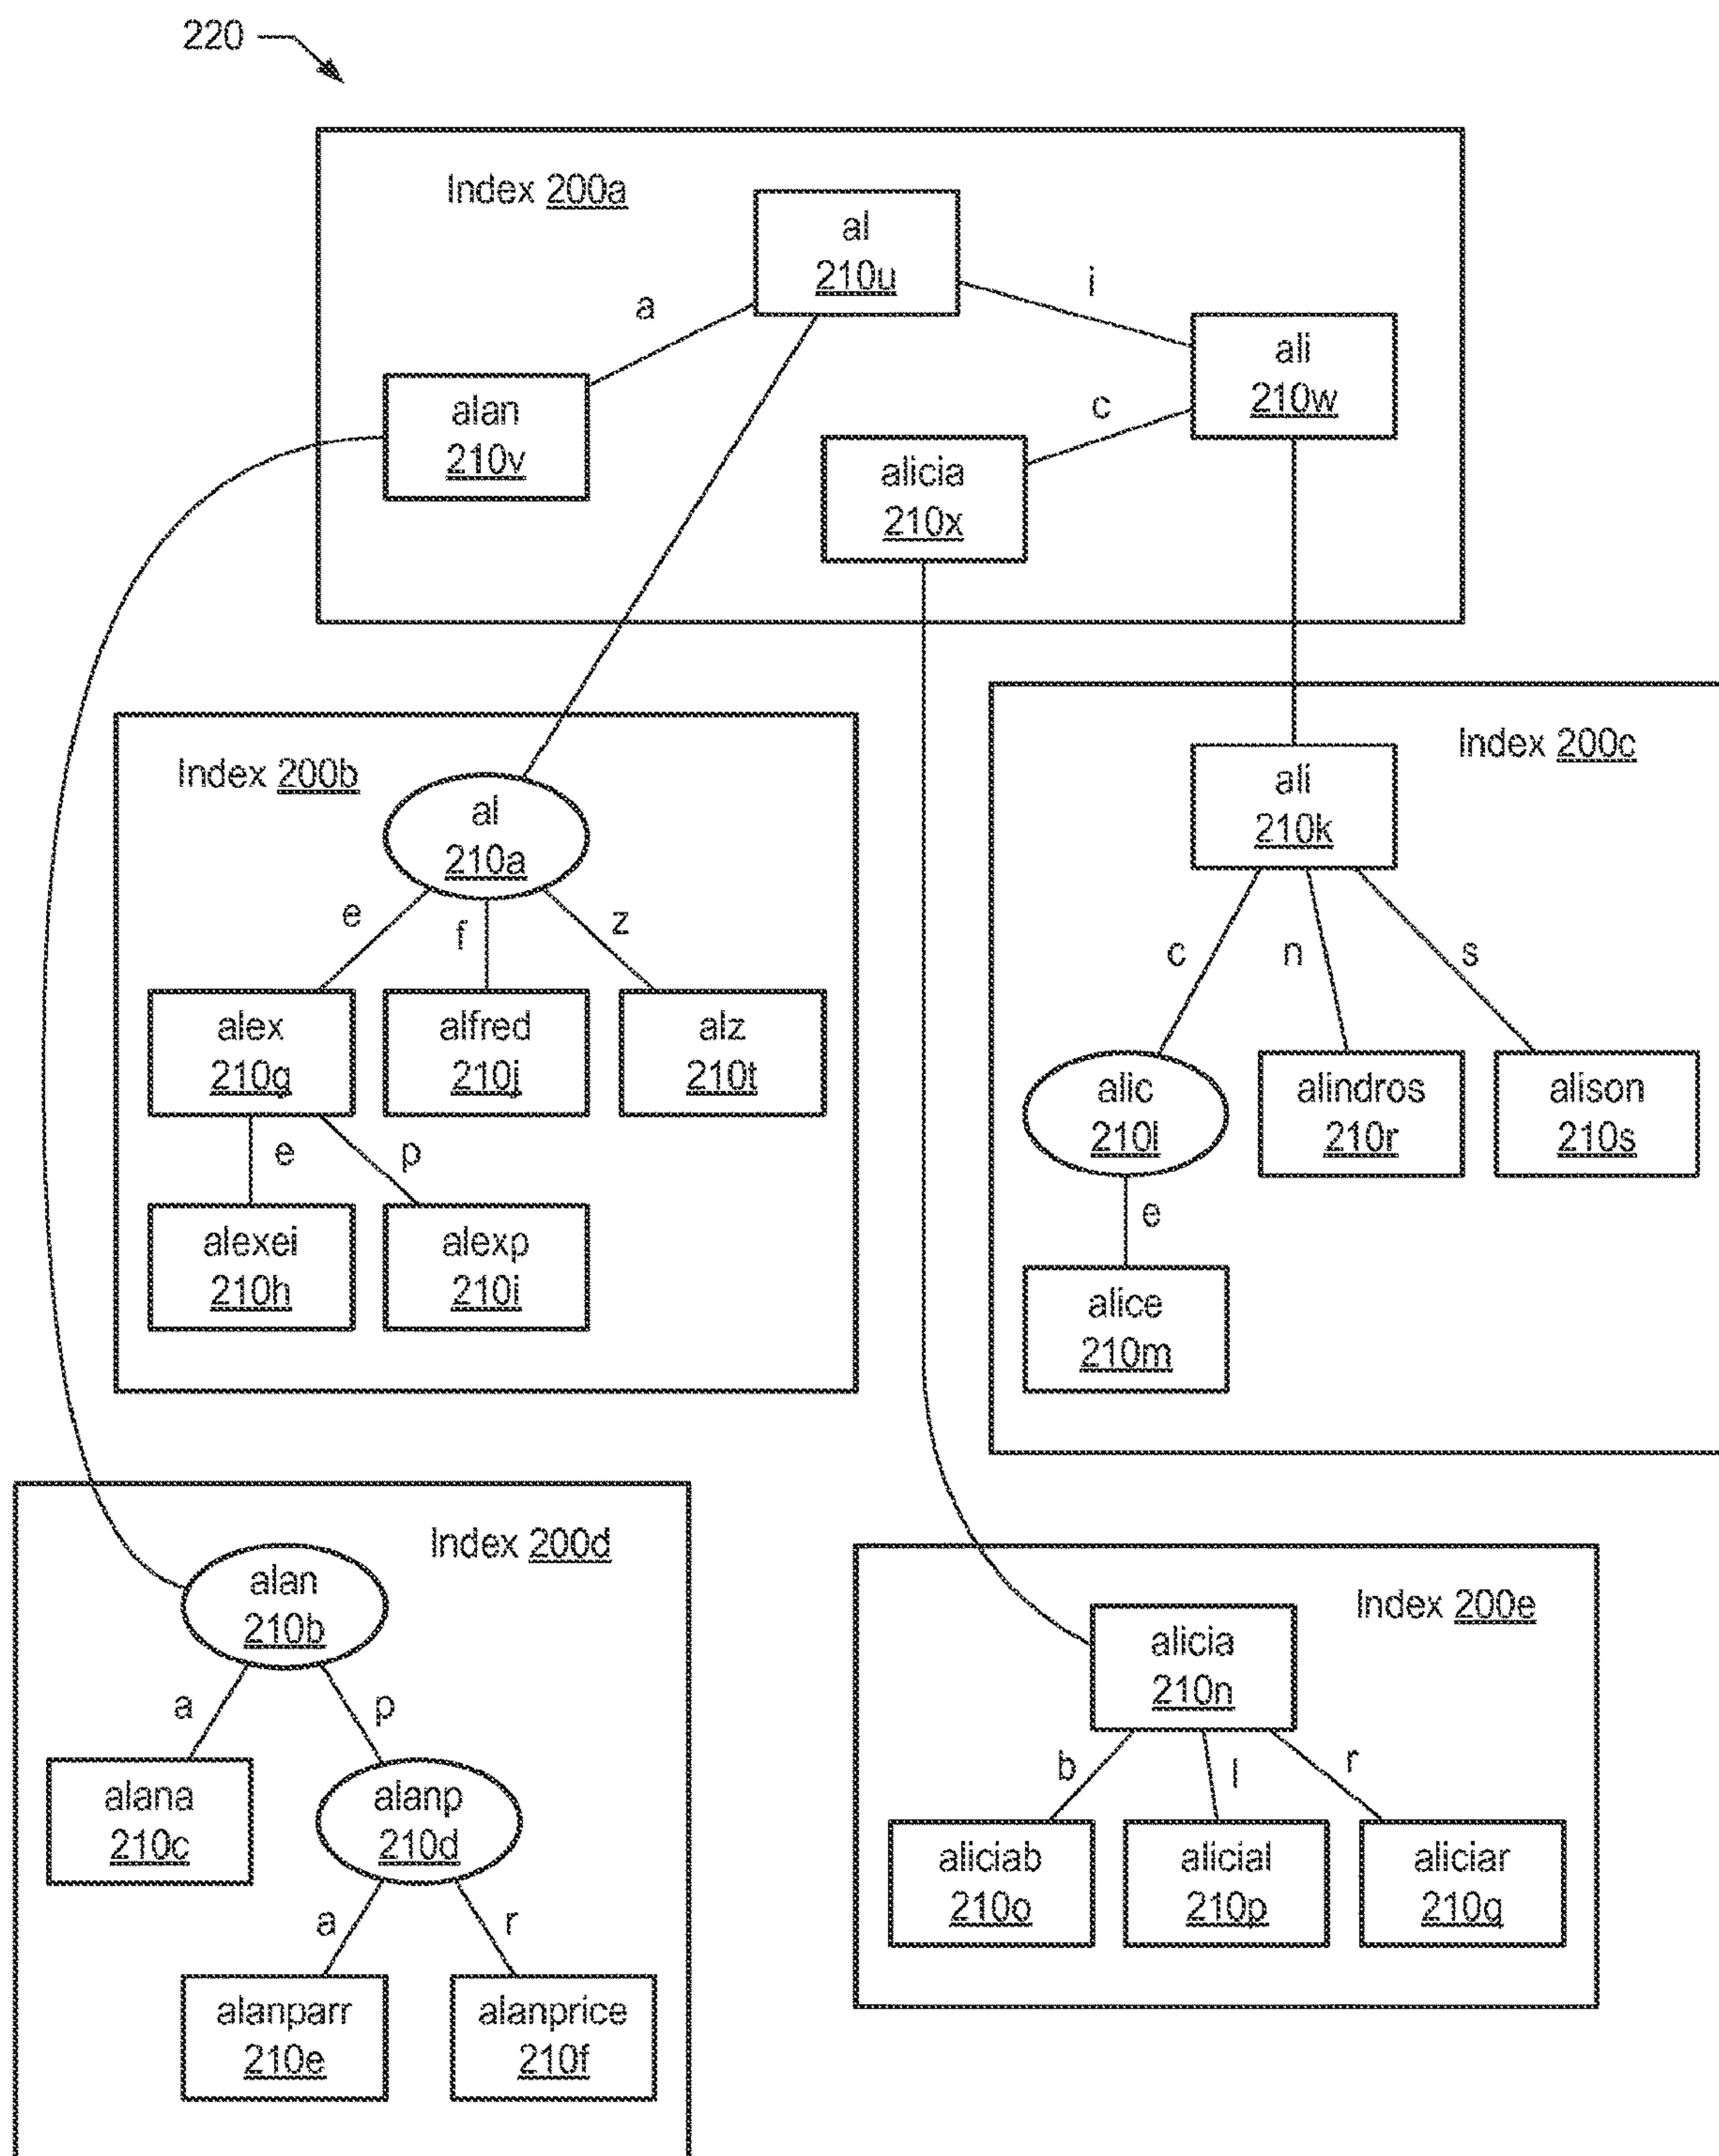 220
Index 200a
al
210u
a
i
alan
210v
ali
210w
c
alicia
210x
Index 200b
al
210a
e
f
z
alex
210g
alfred
210j
alz
210t
e
p
alexei
210h
alexp
210i
Index 200c
ali
210k
c
n
s
alic
210l
alindros
210r
alison
210s
e
alice
210m
Index 200d
alan
210b
a
p
alana
210c
alanp
210d
a
r
alanparr
210e
alanprice
210f
Index 200e
alicia
210n
b
l
r
aliciab
210o
alicial
210p
aliciar
210q